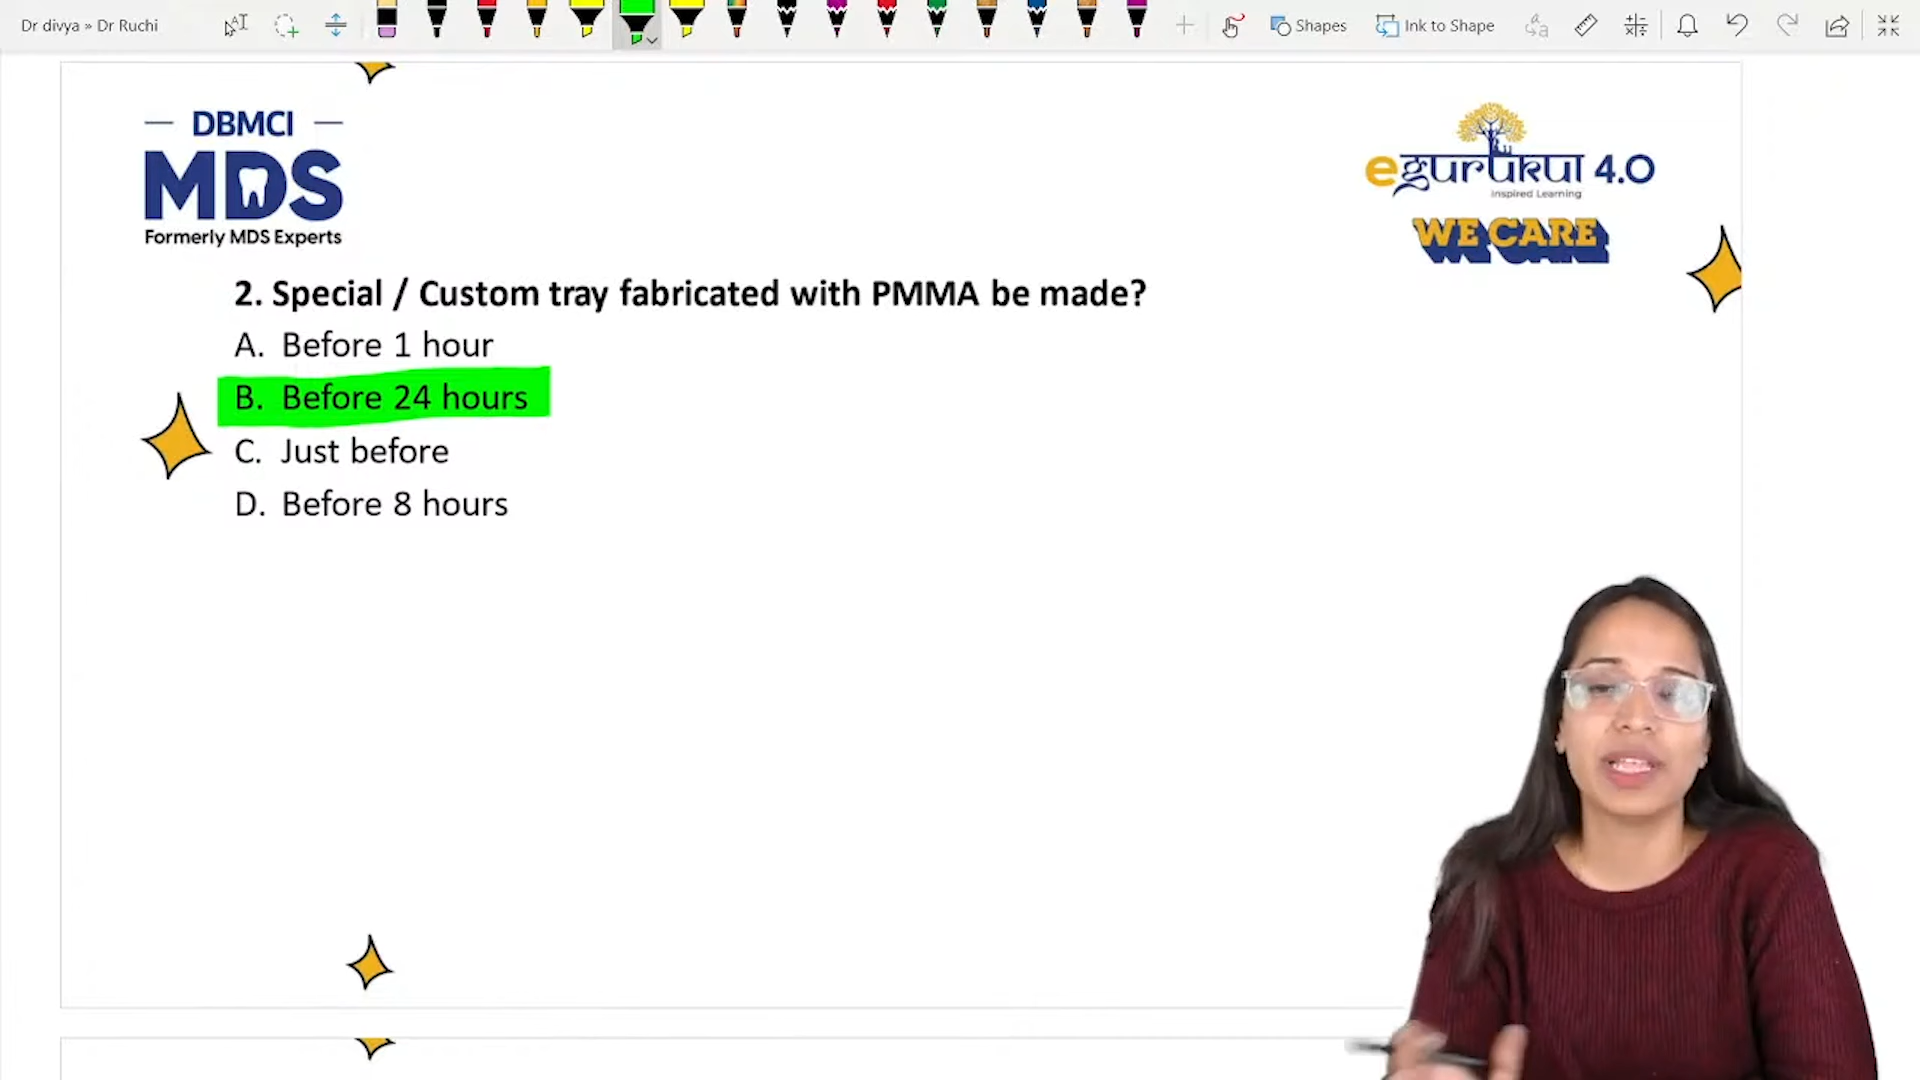 Dr divya » Dr Ruchi
Shapes
Ink to Shape
DBMCI
MDS
Formerly MDS Experts
egurukul 4.0
Inspired Learning
WE CARE
2. Special / Custom tray fabricated with PMMA be made?
A. Before 1 hour
B. Before 24 hours
C. Just before
D. Before 8 hours